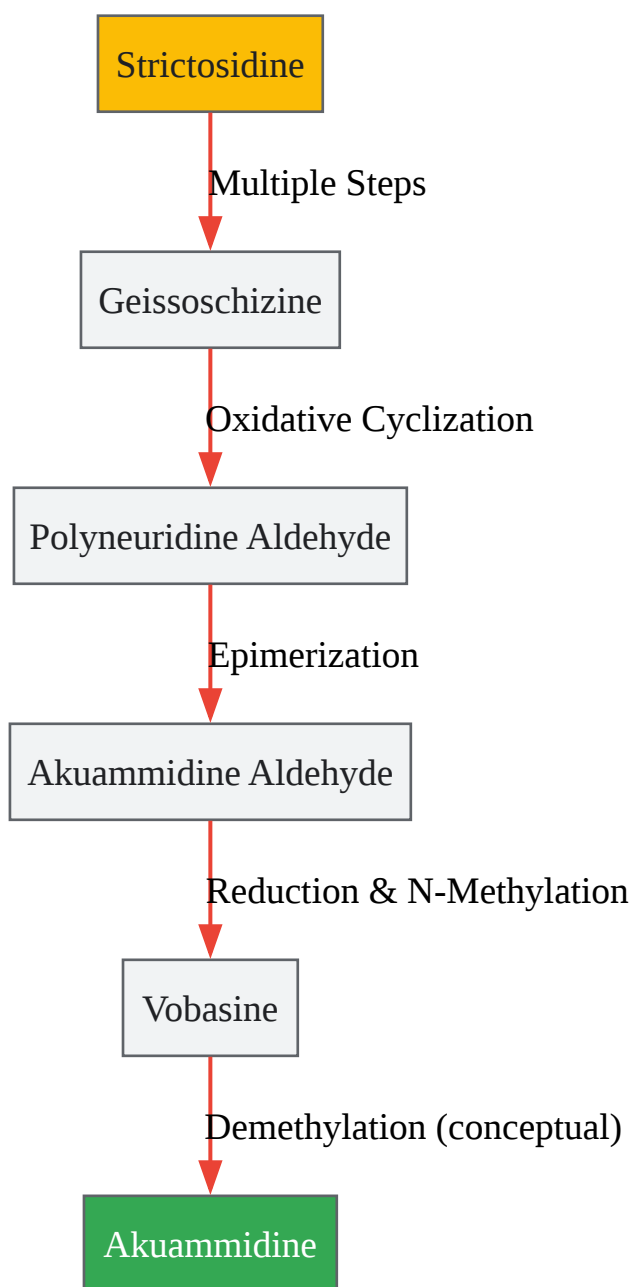 Strictosidine
Multiple Steps
Geissoschizine
Oxidative Cyclization
Polyneuridine Aldehyde
Epimerization
Akuammidine Aldehyde
Reduction & N-Methylation
Vobasine
Demethylation (conceptual)
Akuammidine